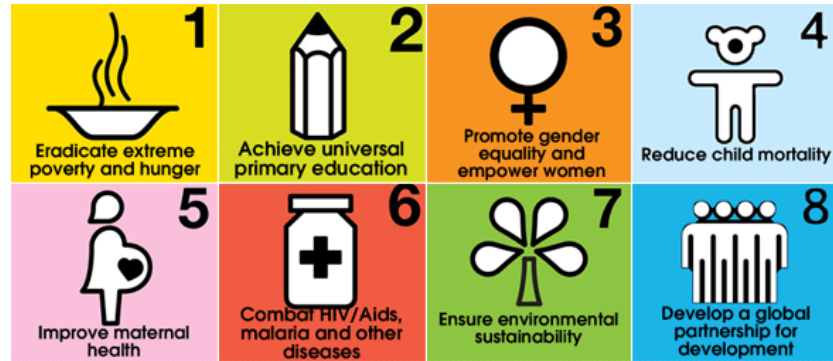 1
Eradicate extreme
poverty and hunger
2
Achieve universal
primary education
3
Promote gender
equality and
empower women
4
Reduce child mortality
5
Improve maternal
health
6
Combat HIV/Aids,
malaria and other
diseases
7
Ensure environmental
sustainability
8
Develop a global
partnership for
development